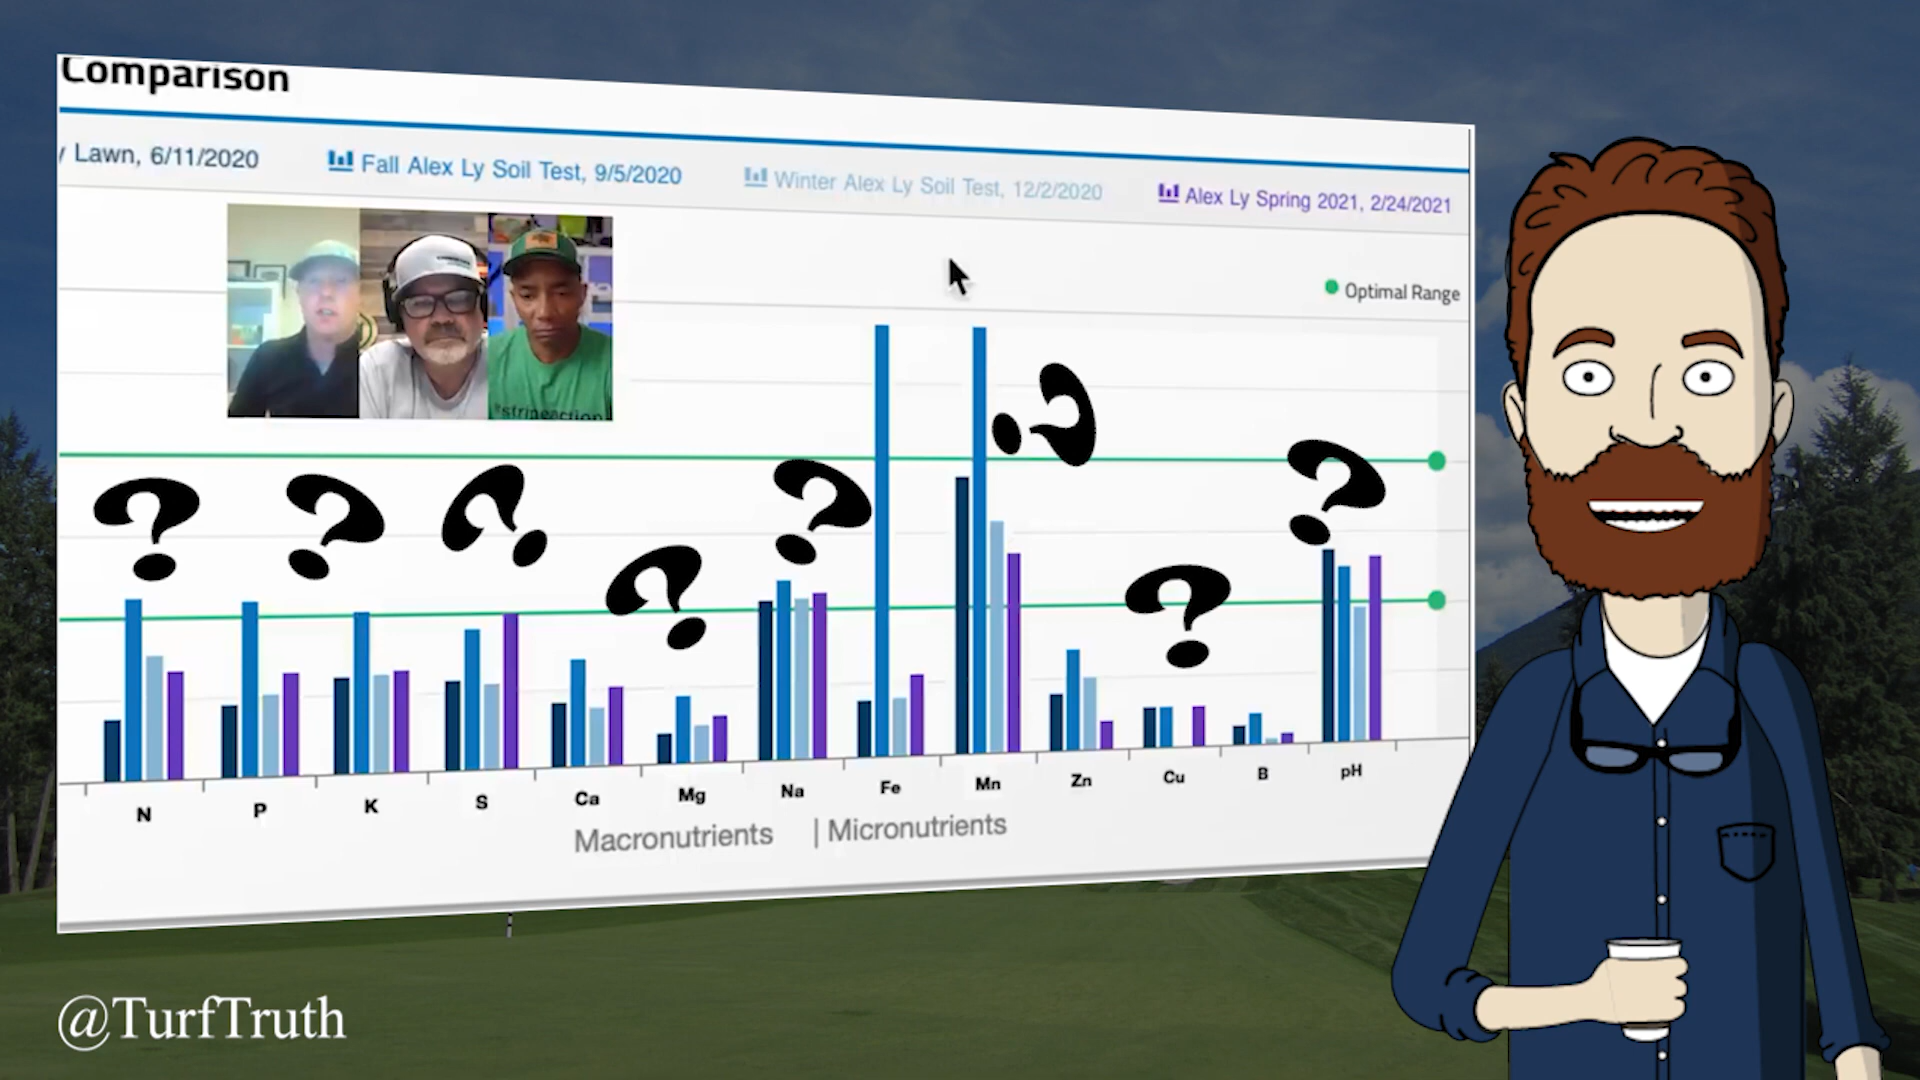 Comparison
y Lawn, 6/11/2020
Fall Alex Ly Soil Test, 9/5/2020
Winter Alex Ly Soil Test, 12/2/2020
Alex Ly Spring 2021, 2/24/2021
Optimal Range
#stripeaction
? ? ? ? ? ? ? ?
N P K S Ca Mg Na Fe Mn Zn Cu B pH
Macronutrients | Micronutrients
@TurfTruth